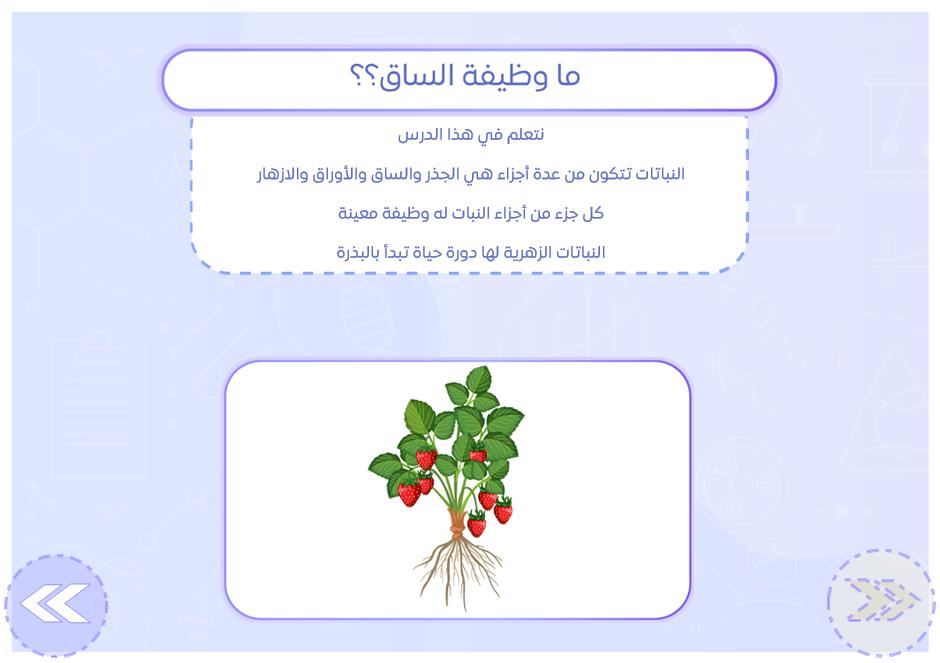 ما وظيفة الساق؟؟
نتعلم في هذا الدرس
النباتات تتكون من عدة أجزاء هي الجذر والساق والأوراق والازهار
كل جزء من أجزاء النبات له وظيفة معينة
النباتات الزهرية لها دورة حياة تبدأ بالبذرة